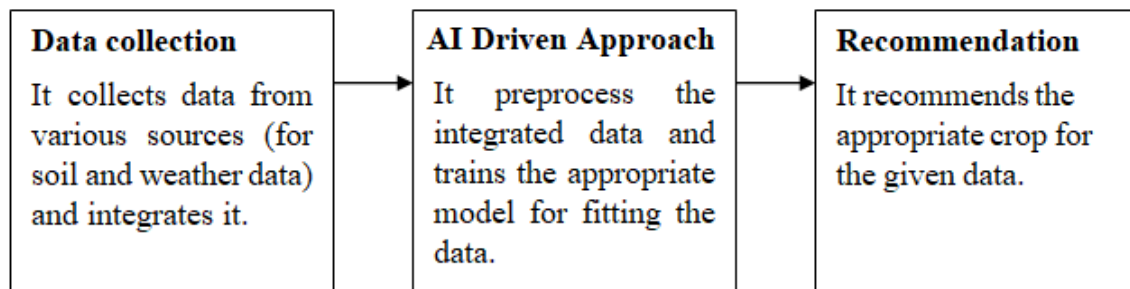 Data collection
It collects data from
various sources (for
soil and weather data)
and integrates it.
AI Driven Approach
It preprocess the
integrated data and
trains the appropriate
model for fitting the
data.
Recommendation
It recommends the
appropriate crop for
the given data.